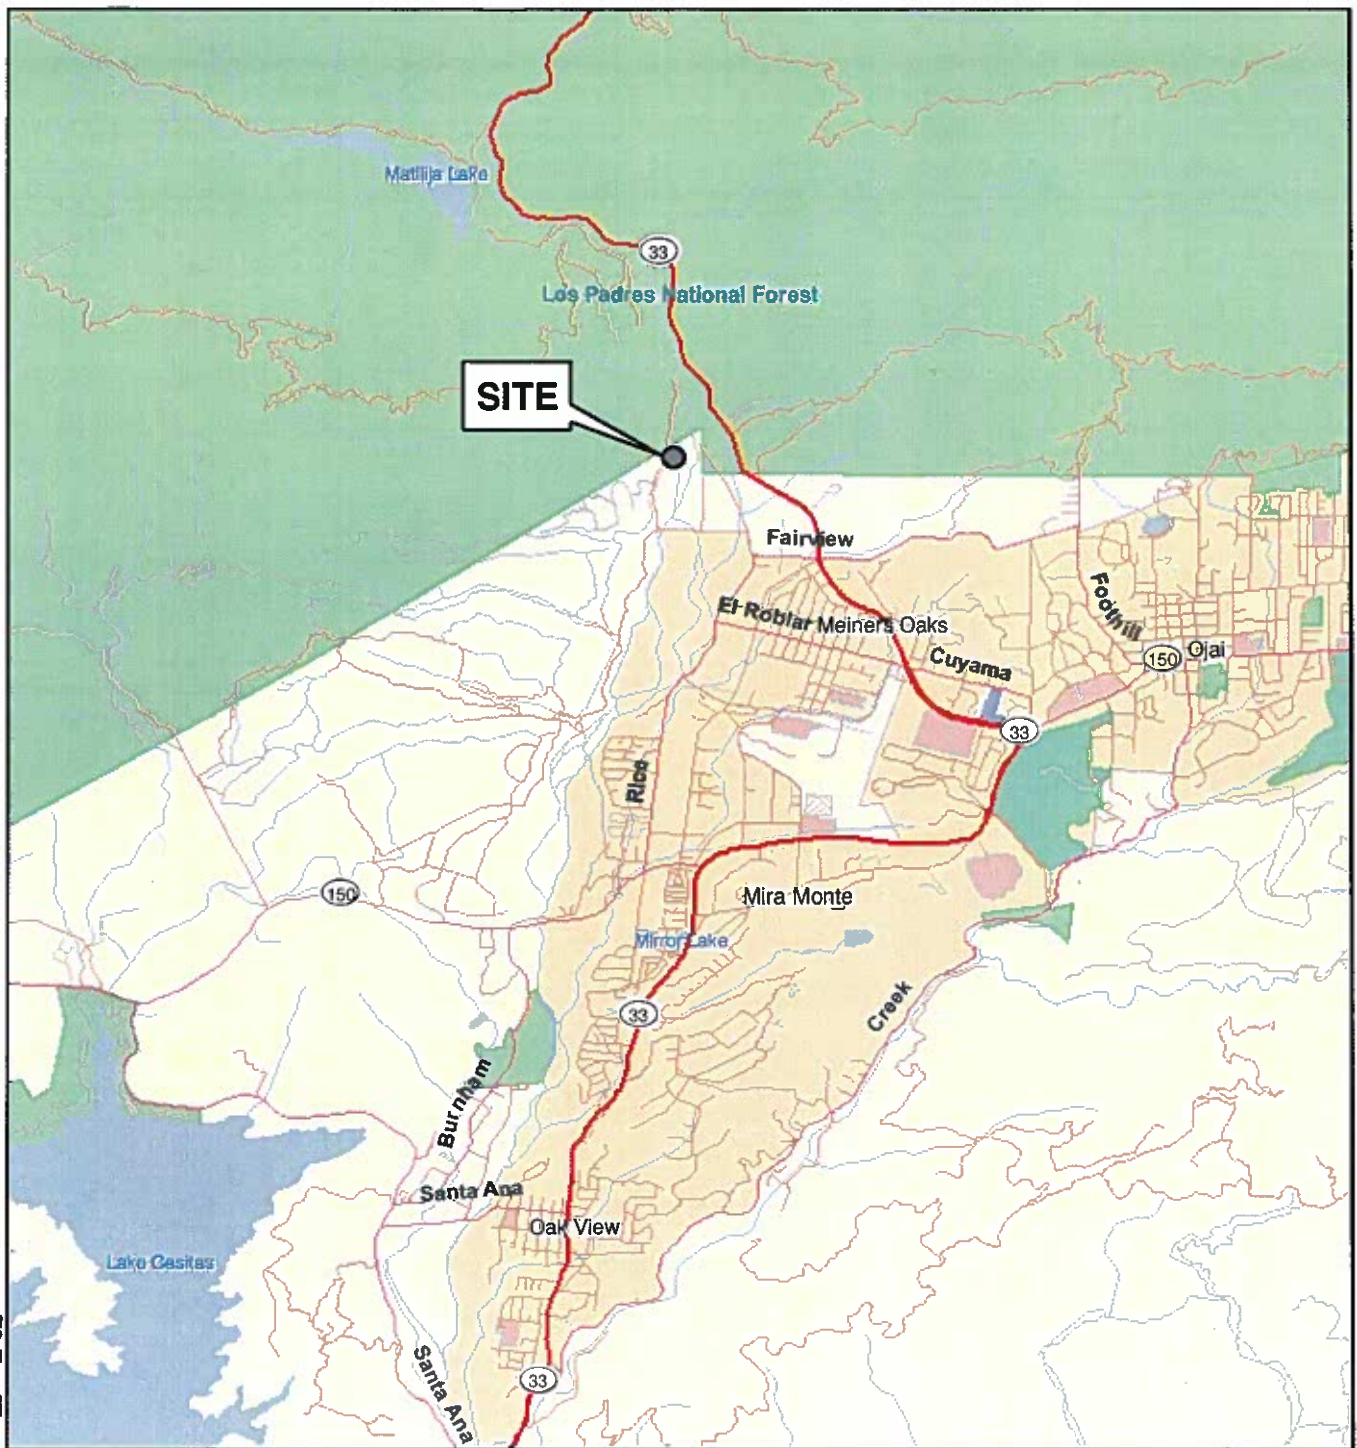 Matilija Lake
33
Los Padres National Forest
SITE
Fairview
Foothill
El Roblar
Meiners Oaks
Cuyama
150
Ojai
33
Rico
150
Mira Monte
Mirror Lake
33
Creek
Burnham
Santa Ana
Oak View
Lake Casitas
Santa Ana
33